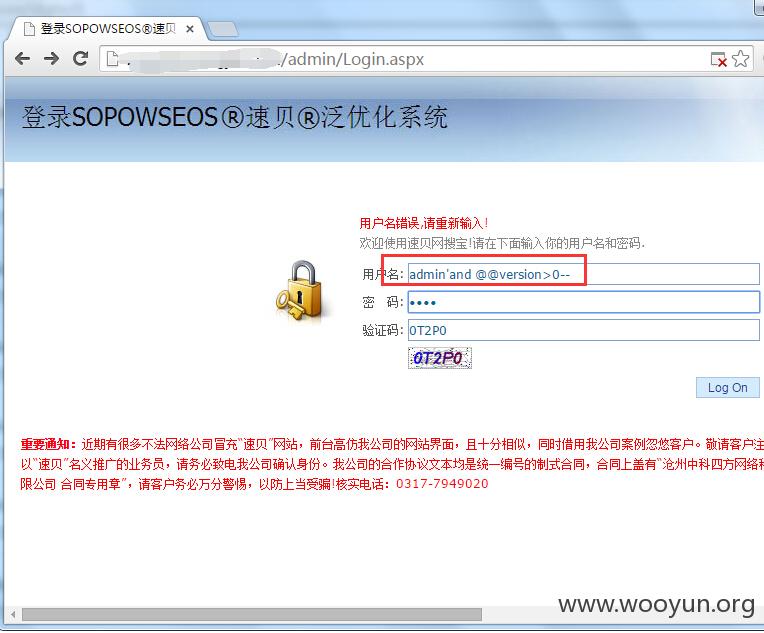 登录SOPOWSEOS®速贝
/admin/Login.aspx
登录SOPOWSEOS®速贝®泛优化系统
用户名错误,请重新输入!
欢迎使用速贝网搜宝!请在下面输入你的用户名和密码.
用户名: admin'and @@version>0--
密 码: ••••
验证码: 0T2P0
0T2P0
Log On
重要通知：近期有很多不法网络公司冒充“速贝”网站，前台高仿我公司的网站界面，且十分相似，同时借用我公司案例忽悠客户。敬请客户注
以“速贝”名义推广的业务员，请务必致电我公司确认身份。我公司的合作协议文本均是统一编号的制式合同，合同上盖有“沧州中科四方网络科
限公司 合同专用章”，请客户务必万分警惕，以防上当受骗!核实电话：0317-7949020
www.wooyun.org